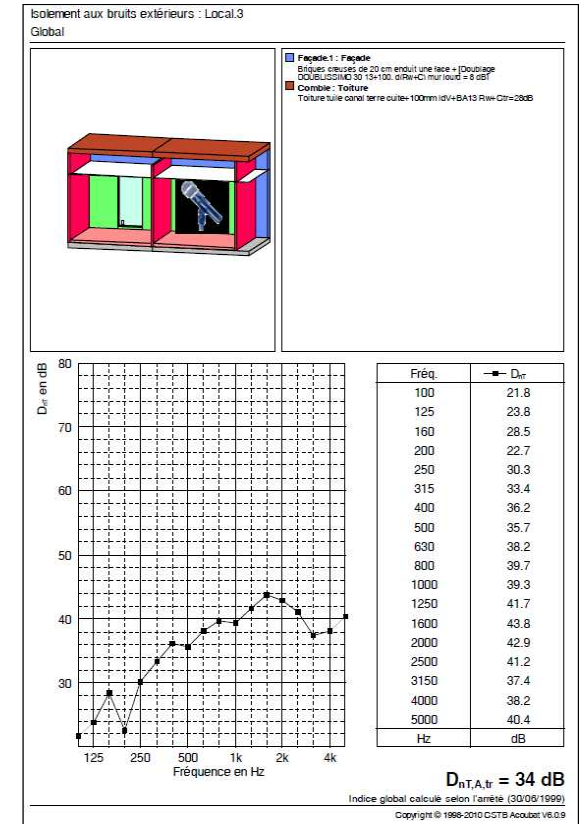 Isolement aux bruits extérieurs : Local.3
Global
Façade.1 : Façade
Briques creuses de 20 cm enduit une face + [Doublage
DOUBLISSIMO 30 13+100. d(Rw+C) mur lourd = 8 dB]
Comble : Toiture
Toiture tuile canal terre cuite+100mm ldV+BA13 Rw+Ctr=28dB
DnT en dB
80
70
60
50
40
30
125 250 500 1k 2k 4k
Fréquence en Hz
Fréq. DnT
100 21.8
125 23.8
160 28.5
200 22.7
250 30.3
315 33.4
400 36.2
500 35.7
630 38.2
800 39.7
1000 39.3
1250 41.7
1600 43.8
2000 42.9
2500 41.2
3150 37.4
4000 38.2
5000 40.4
Hz dB
DnT,A,tr = 34 dB
Indice global calculé selon l'arrêté (30/06/1999)
Copyright © 1998-2010 CSTB Acoubat V6.0.9